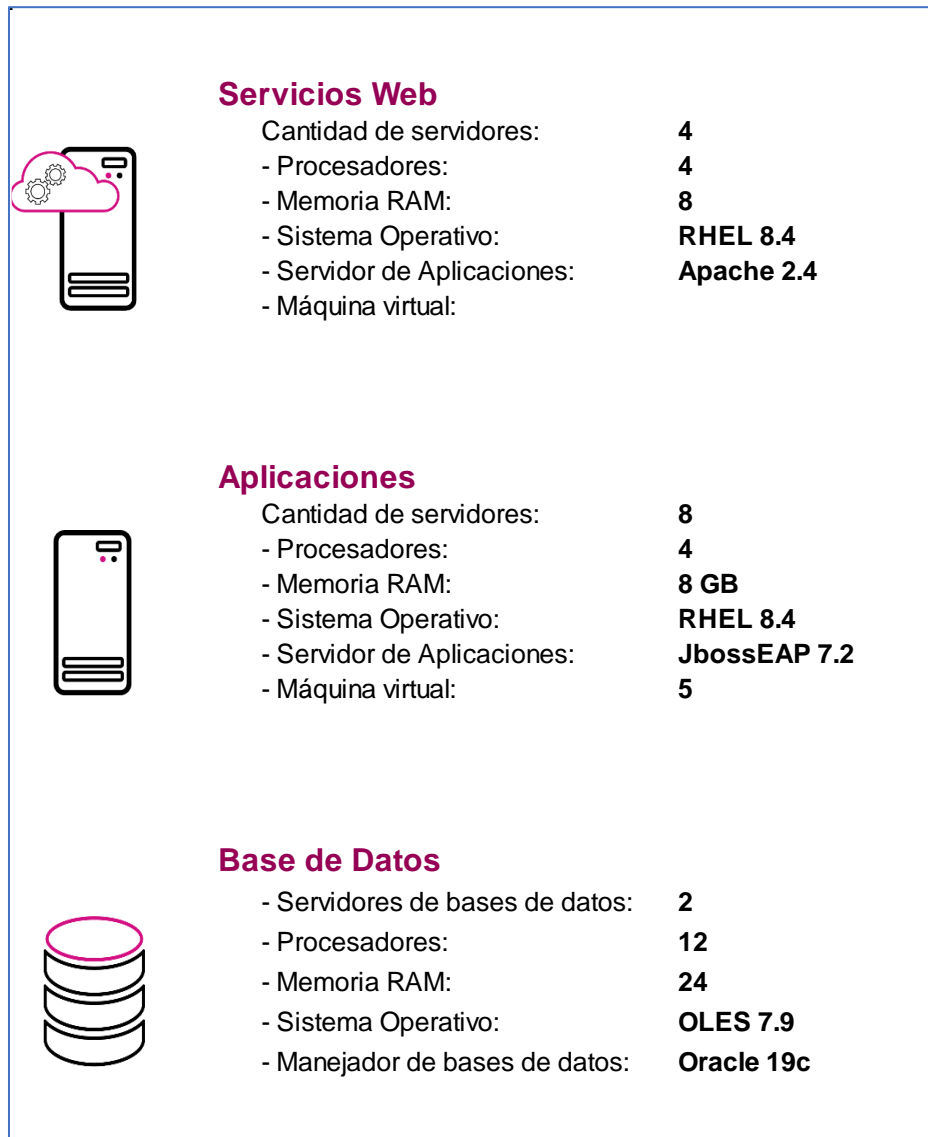 Servicios Web
Cantidad de servidores: 4
- Procesadores: 4
- Memoria RAM: 8
- Sistema Operativo: RHEL 8.4
- Servidor de Aplicaciones: Apache 2.4
- Máquina virtual:
Aplicaciones
Cantidad de servidores: 8
- Procesadores: 4
- Memoria RAM: 8 GB
- Sistema Operativo: RHEL 8.4
- Servidor de Aplicaciones: JbossEAP 7.2
- Máquina virtual: 5
Base de Datos
- Servidores de bases de datos: 2
- Procesadores: 12
- Memoria RAM: 24
- Sistema Operativo: OLES 7.9
- Manejador de bases de datos: Oracle 19c